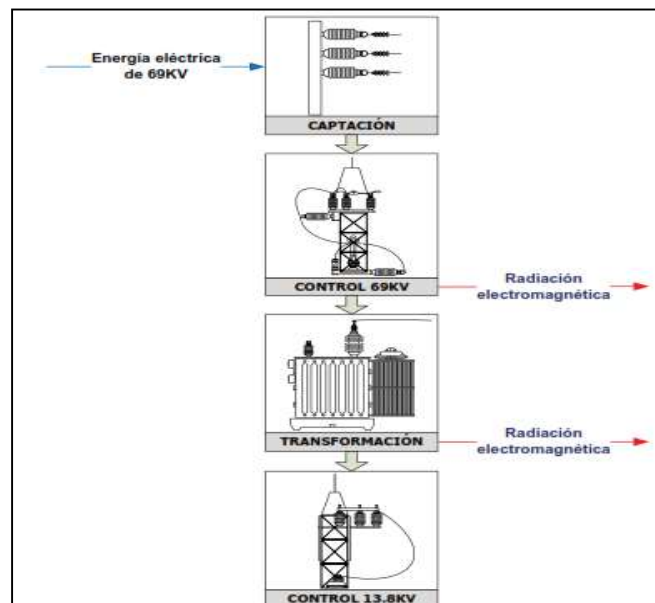 Energía eléctrica
de 69KV
CAPTACIÓN
CONTROL 69KV
Radiación
electromagnética
TRANSFORMACIÓN
Radiación
electromagnética
CONTROL 13.8KV